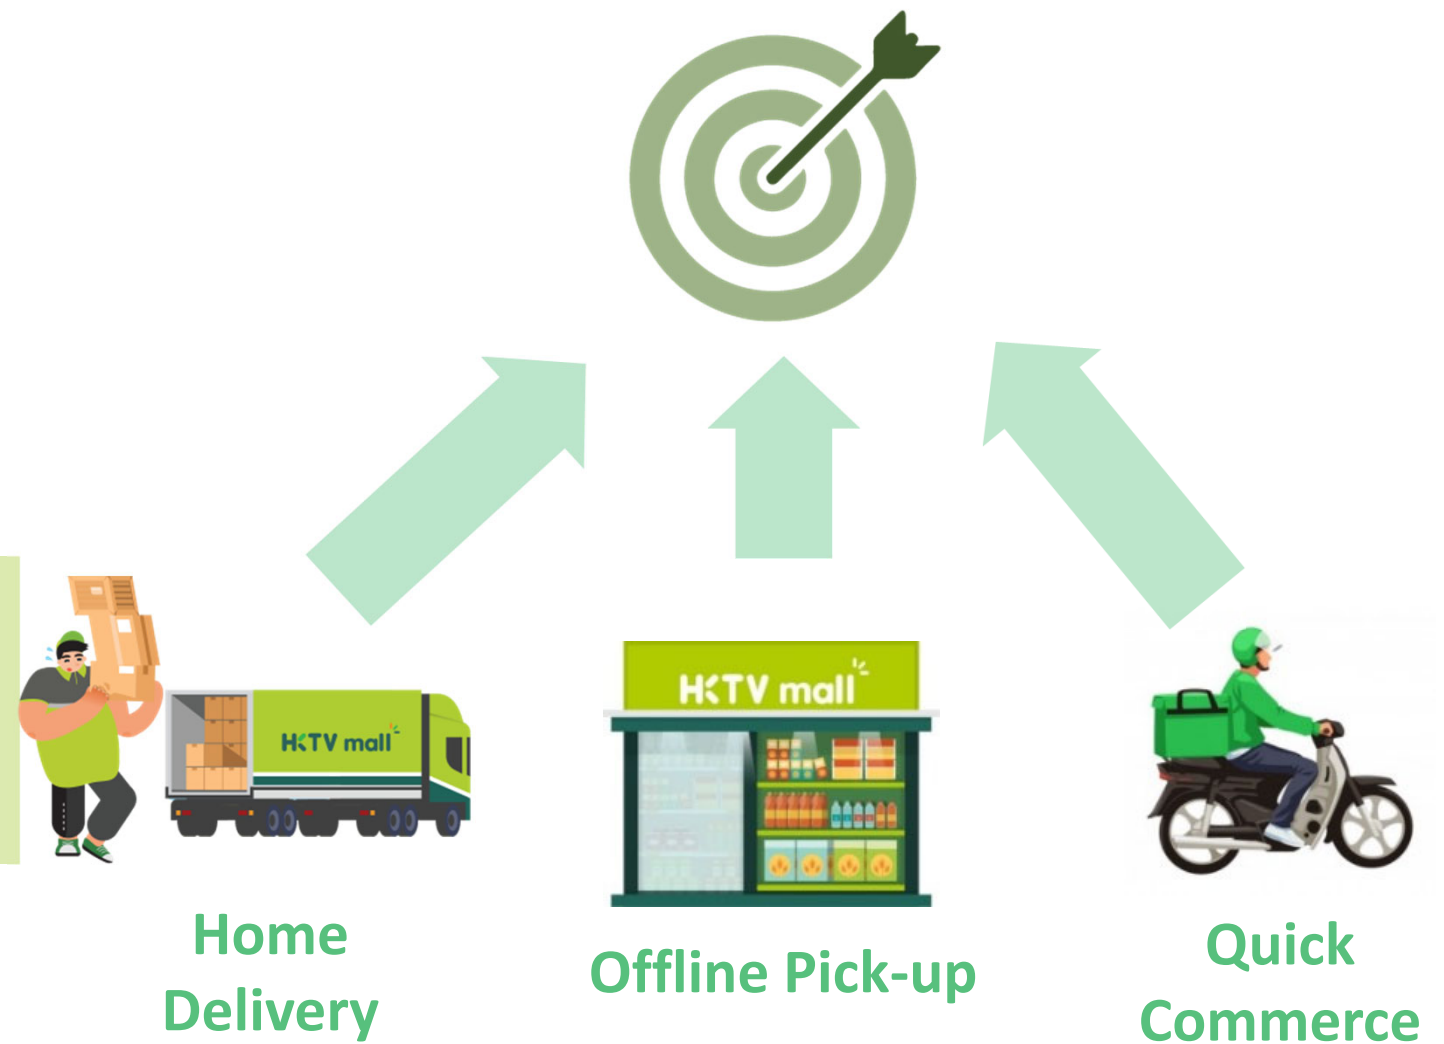 HKTV mall
HKTV mall
Home
Delivery
Offline Pick-up
Quick
Commerce